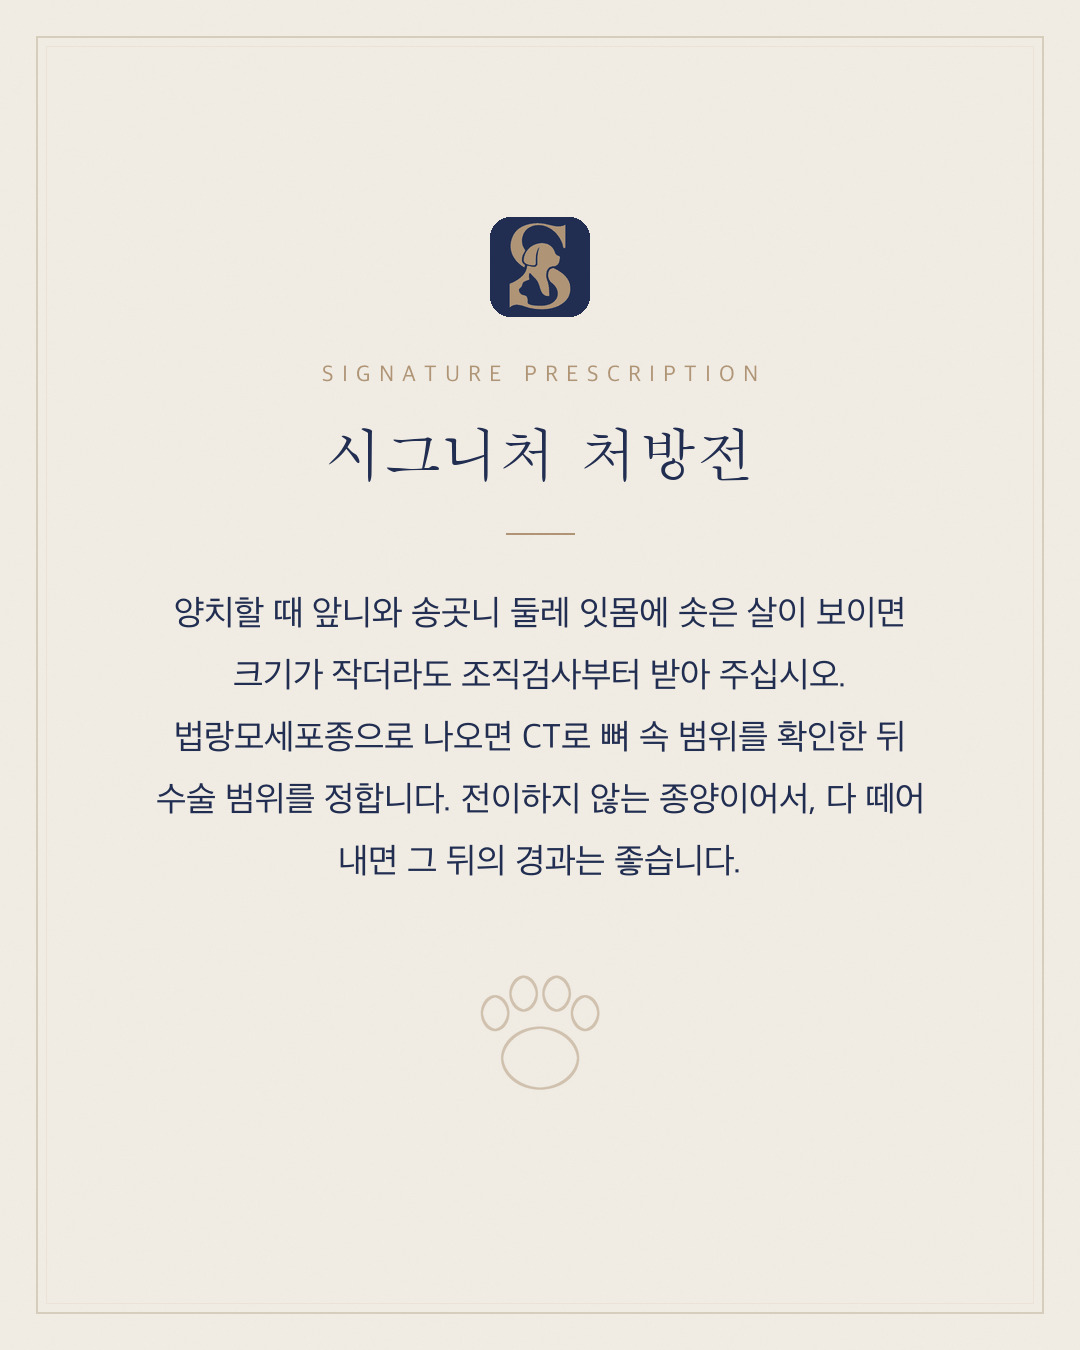 S
SIGNATURE PRESCRIPTION
시그니처 처방전
양치할 때 앞니와 송곳니 둘레 잇몸에 솟은 살이 보이면
크기가 작더라도 조직검사부터 받아 주십시오.
법랑모세포종으로 나오면 CT로 뼈 속 범위를 확인한 뒤
수술 범위를 정합니다. 전이하지 않는 종양이어서, 다 떼어
내면 그 뒤의 경과는 좋습니다.